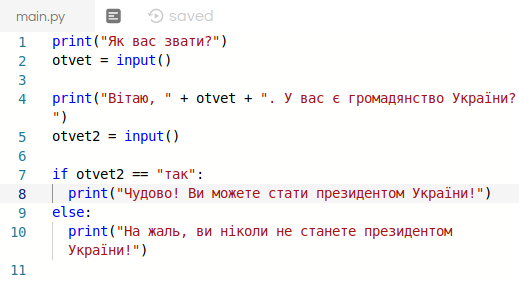 main.py saved
1 print("Як вас звати?")
2 otvet = input()
3
4 print("Вітаю, " + otvet + ". У вас є громадянство України?
")
5 otvet2 = input()
6
7 if otvet2 == "так":
8 print("Чудово! Ви можете стати президентом України!")
9 else:
10 print("На жаль, ви ніколи не станете президентом
України!")
11